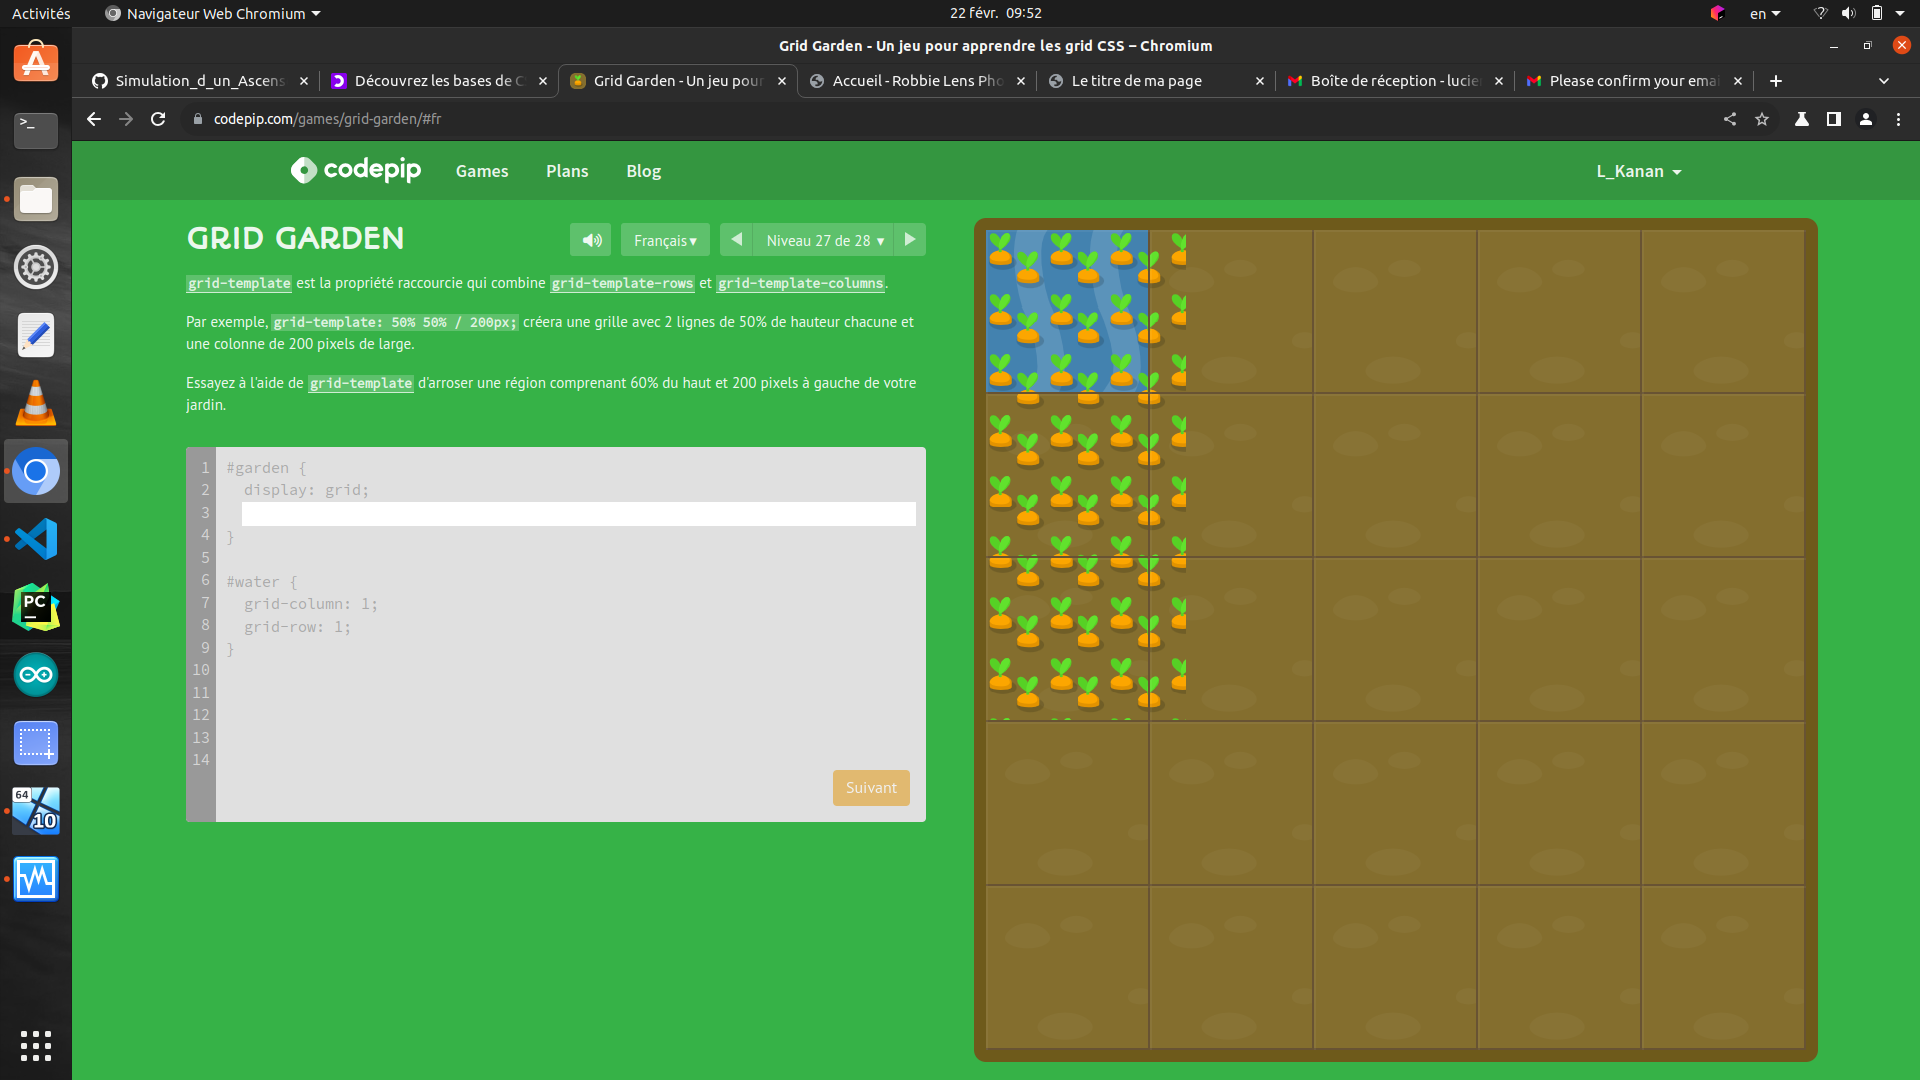 Activités
Navigateur Web Chromium
22 févr. 09:52
en
Grid Garden - Un jeu pour apprendre les grid CSS – Chromium
Simulation_d_un_Ascens
Découvrez les bases de C
Grid Garden - Un jeu pour
Accueil - Robbie Lens Pho
Le titre de ma page
Boîte de réception - lucie
Please confirm your emai
codepip.com/games/grid-garden/#fr
codepip
Games
Plans
Blog
L_Kanan
GRID GARDEN
Français ▾
Niveau 27 de 28 ▾
grid-template est la propriété raccourcie qui combine grid-template-rows et grid-template-columns.
Par exemple, grid-template: 50% 50% / 200px; créera une grille avec 2 lignes de 50% de hauteur chacune et
une colonne de 200 pixels de large.
Essayez à l'aide de grid-template d'arroser une région comprenant 60% du haut et 200 pixels à gauche de votre
jardin.
1 #garden {
2 display: grid;
3
4 }
5
6 #water {
7 grid-column: 1;
8 grid-row: 1;
9 }
10
11
12
13
14
Suivant
>_
PC
64
10